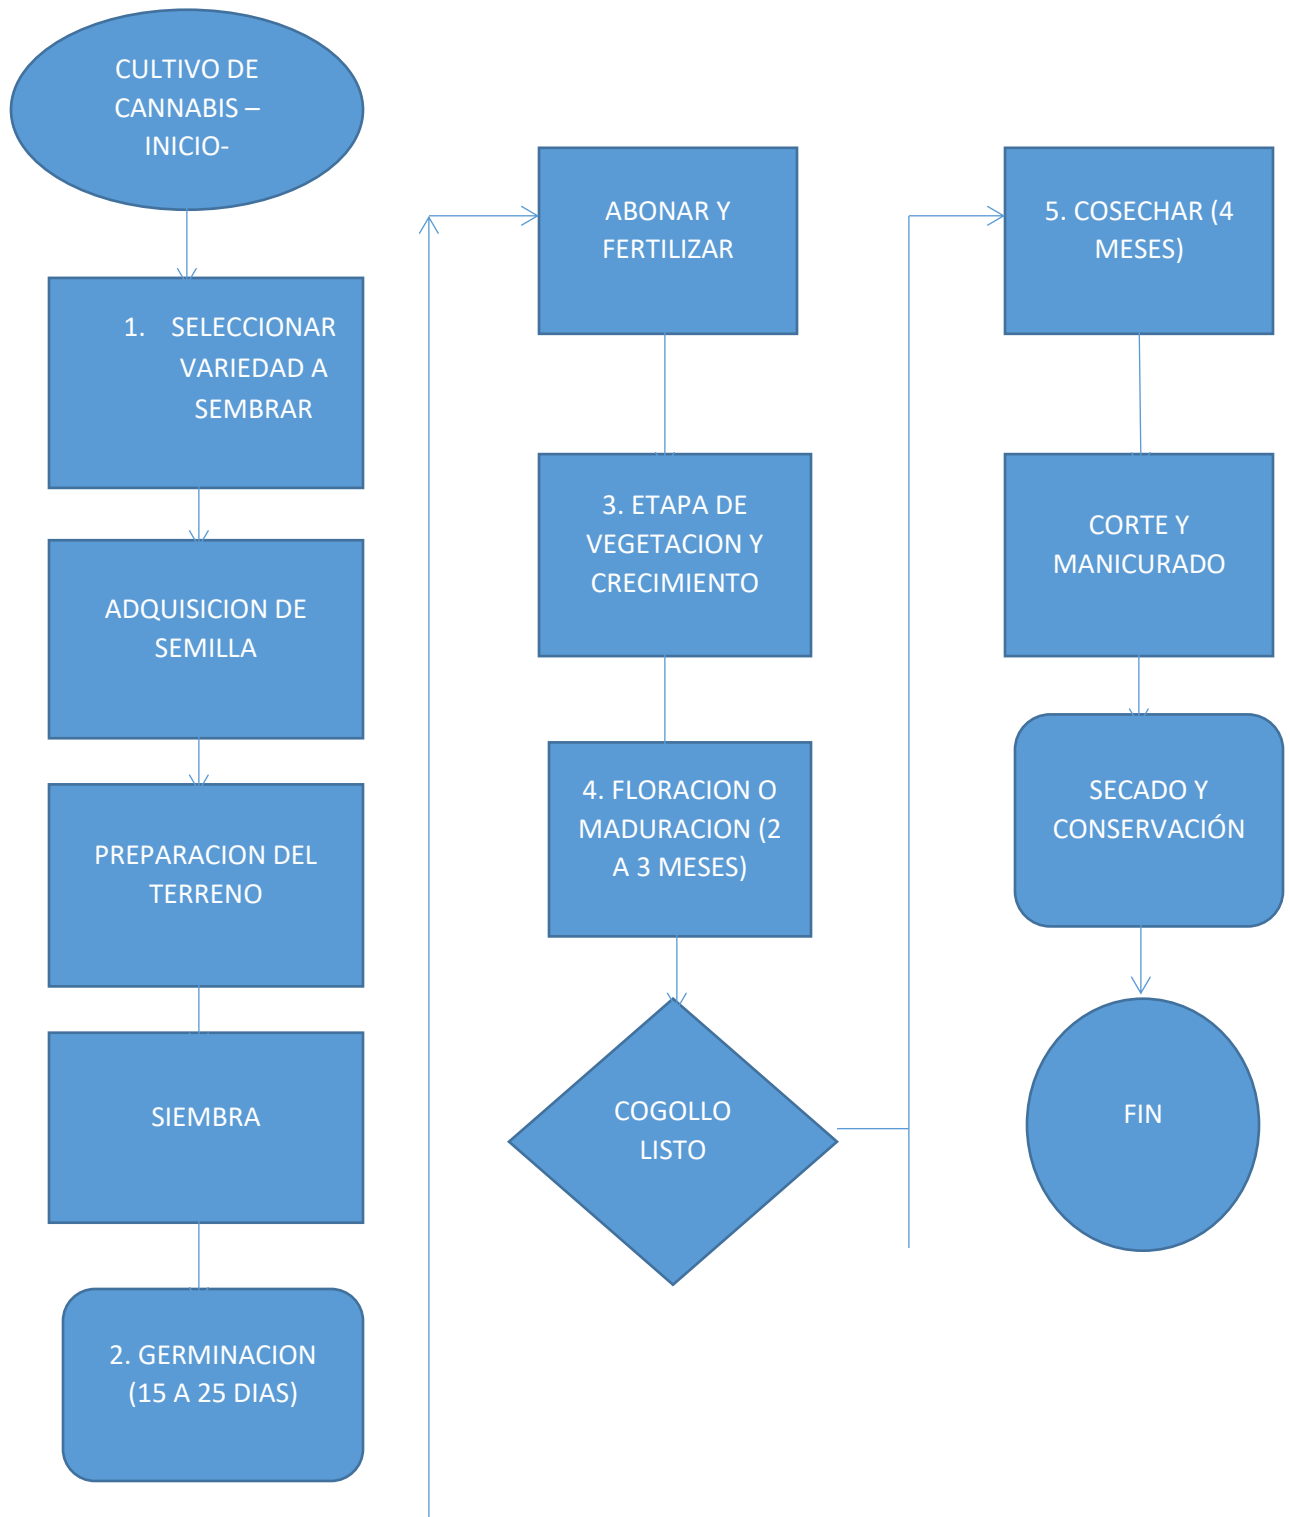 CULTIVO DE
CANNABIS –
INICIO-
1. SELECCIONAR
VARIEDAD A
SEMBRAR
ADQUISICION DE
SEMILLA
PREPARACION DEL
TERRENO
SIEMBRA
2. GERMINACION
(15 A 25 DIAS)
ABONAR Y
FERTILIZAR
3. ETAPA DE
VEGETACION Y
CRECIMIENTO
4. FLORACION O
MADURACION (2
A 3 MESES)
COGOLLO
LISTO
5. COSECHAR (4
MESES)
CORTE Y
MANICURADO
SECADO Y
CONSERVACIÓN
FIN